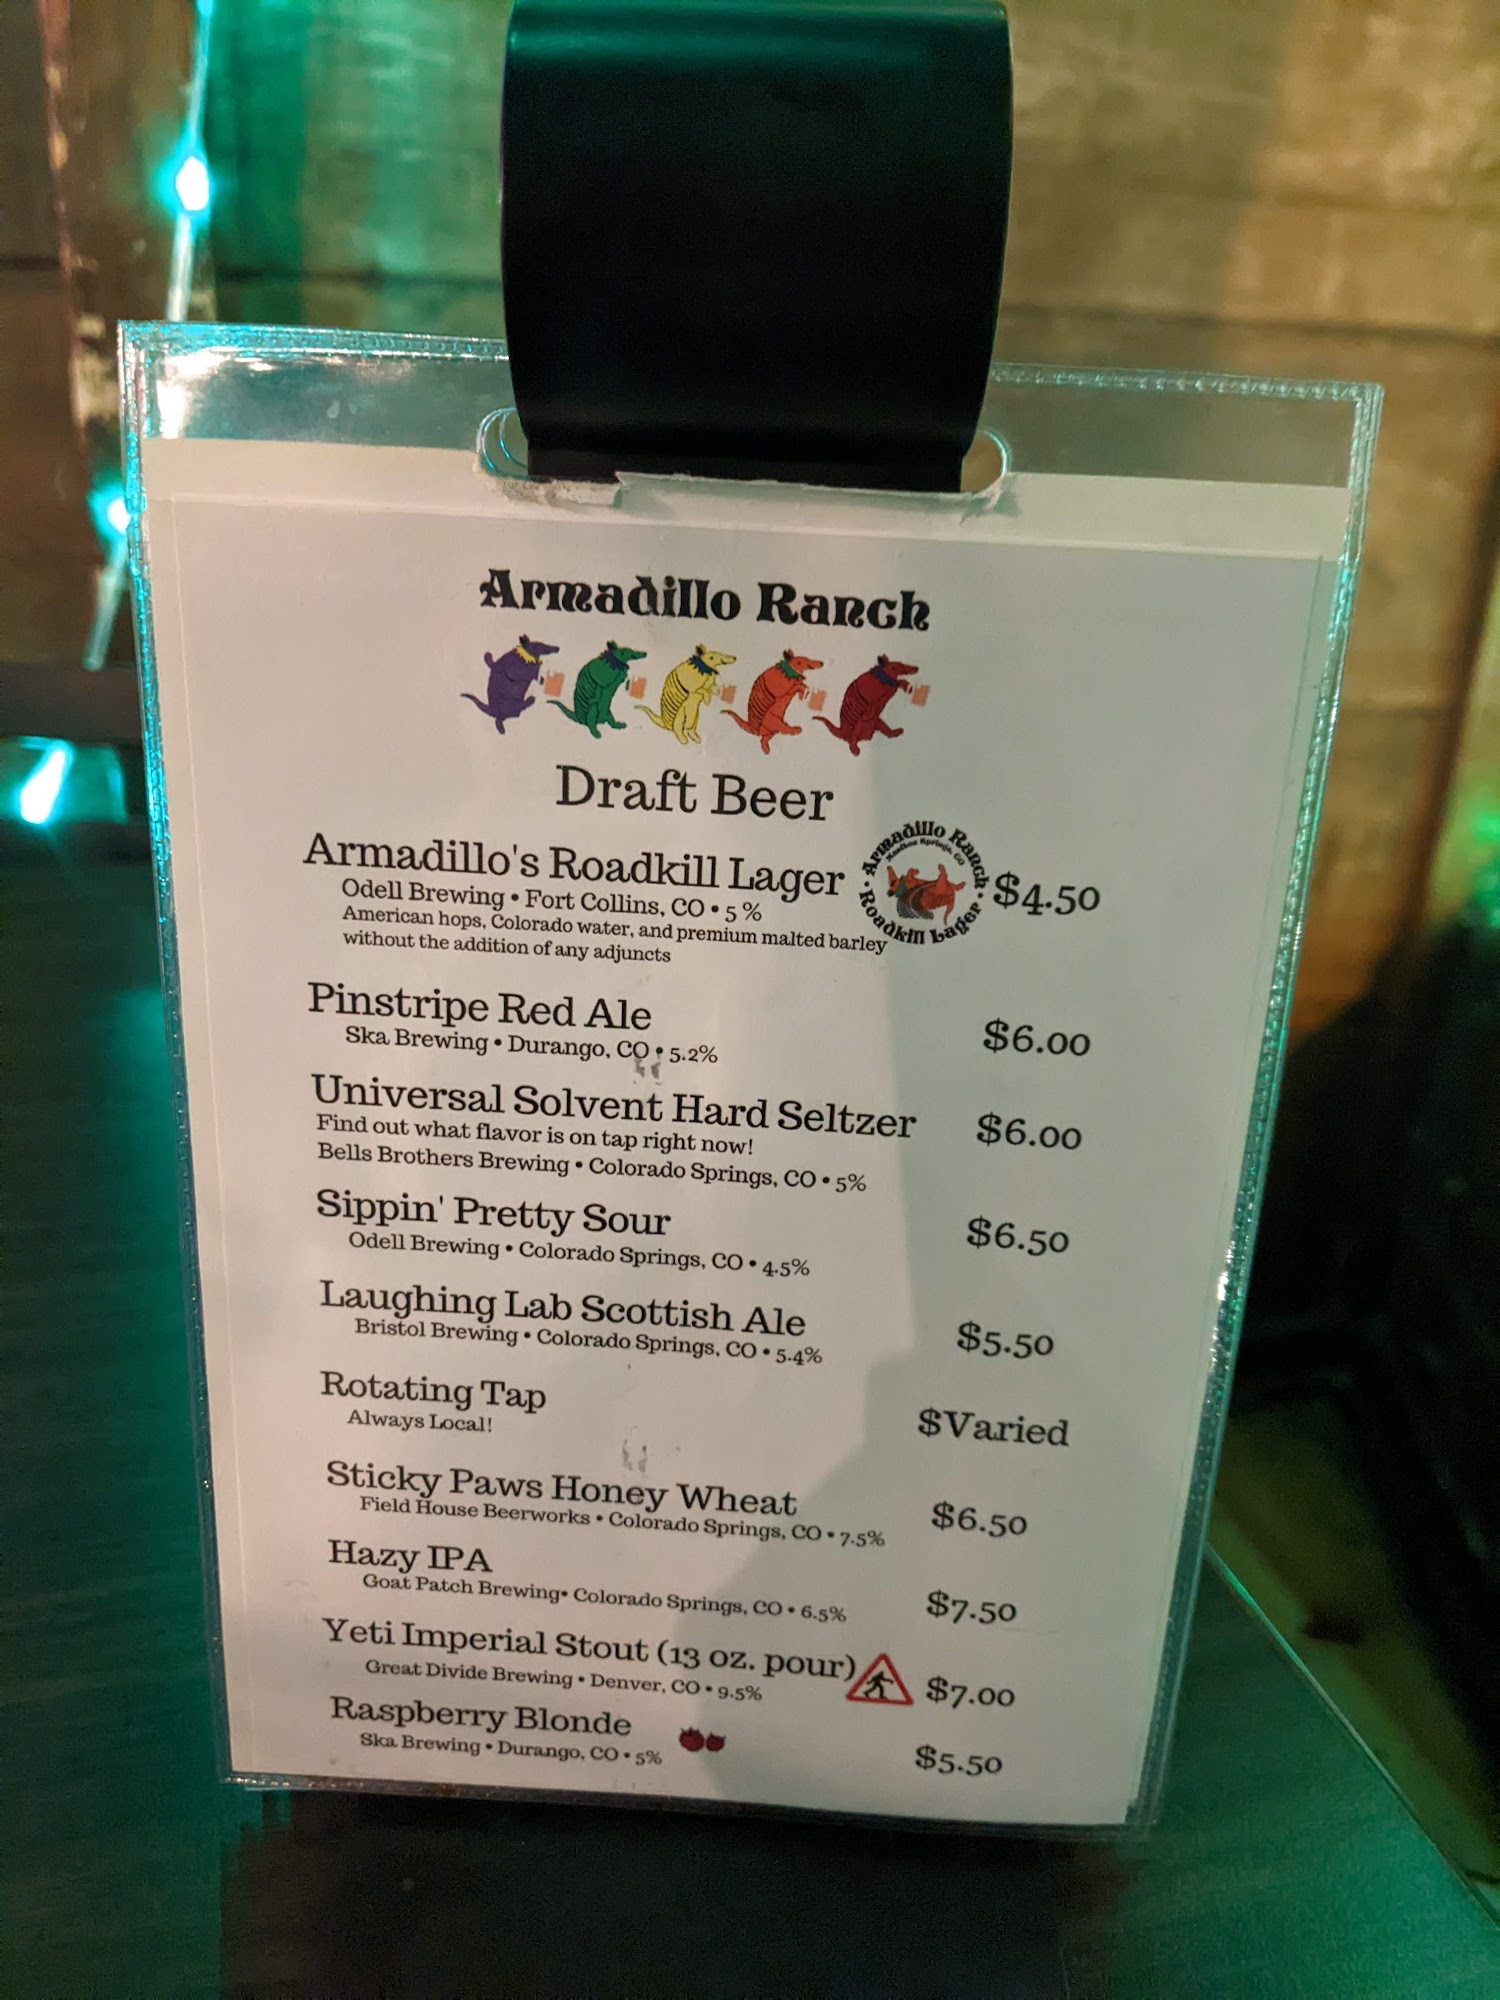 Armadillo Ranch
Draft Beer
Armadillo's Roadkill Lager $4.50
Armadillo Ranch
Manitou Springs, CO
Roadkill Lager
Odell Brewing • Fort Collins, CO • 5 %
American hops, Colorado water, and premium malted barley
without the addition of any adjuncts
Pinstripe Red Ale $6.00
Ska Brewing • Durango, CO • 5.2%
Universal Solvent Hard Seltzer $6.00
Find out what flavor is on tap right now!
Bells Brothers Brewing • Colorado Springs, CO • 5%
Sippin' Pretty Sour $6.50
Odell Brewing • Colorado Springs, CO • 4.5%
Laughing Lab Scottish Ale $5.50
Bristol Brewing • Colorado Springs, CO • 5.4%
Rotating Tap $Varied
Always Local!
Sticky Paws Honey Wheat $6.50
Field House Beerworks • Colorado Springs, CO • 7.5%
Hazy IPA $7.50
Goat Patch Brewing• Colorado Springs, CO • 6.5%
Yeti Imperial Stout (13 oz. pour) $7.00
Great Divide Brewing • Denver, CO • 9.5%
Raspberry Blonde $5.50
Ska Brewing • Durango, CO • 5%